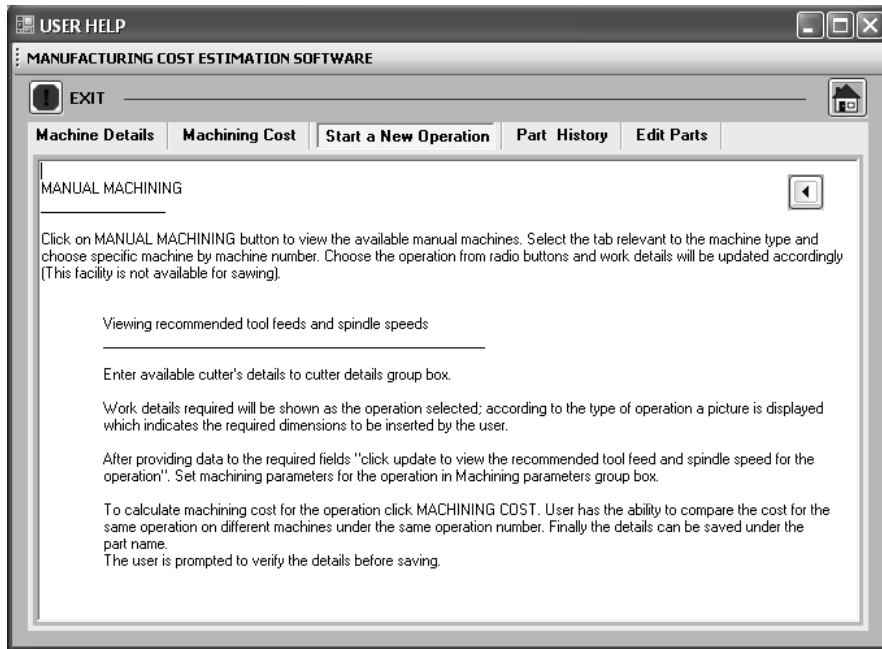 USER HELP
MANUFACTURING COST ESTIMATION SOFTWARE
EXIT
Machine Details Machining Cost Start a New Operation Part History Edit Parts
MANUAL MACHINING
Click on MANUAL MACHINING button to view the available manual machines. Select the tab relevant to the machine type and
choose specific machine by machine number. Choose the operation from radio buttons and work details will be updated accordingly
(This facility is not available for sawing).
Viewing recommended tool feeds and spindle speeds
Enter available cutter's details to cutter details group box.
Work details required will be shown as the operation selected; according to the type of operation a picture is displayed
which indicates the required dimensions to be inserted by the user.
After providing data to the required fields "click update to view the recommended tool feed and spindle speed for the
operation". Set machining parameters for the operation in Machining parameters group box.
To calculate machining cost for the operation click MACHINING COST. User has the ability to compare the cost for the
same operation on different machines under the same operation number. Finally the details can be saved under the
part name.
The user is prompted to verify the details before saving.